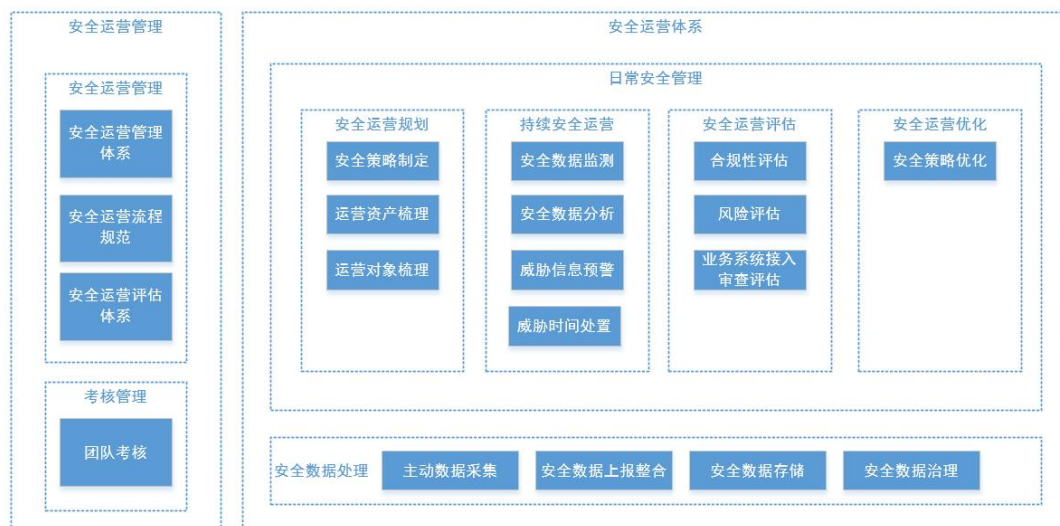 安全运营管理
安全运营管理
安全运营管理
体系
安全运营流程
规范
安全运营评估
体系
考核管理
团队考核
安全运营体系
日常安全管理
安全运营规划
安全策略制定
运营资产梳理
运营对象梳理
持续安全运营
安全数据监测
安全数据分析
威胁信息预警
威胁时间处置
安全运营评估
合规性评估
风险评估
业务系统接入
审查评估
安全运营优化
安全策略优化
安全数据处理
主动数据采集
安全数据上报整合
安全数据存储
安全数据治理